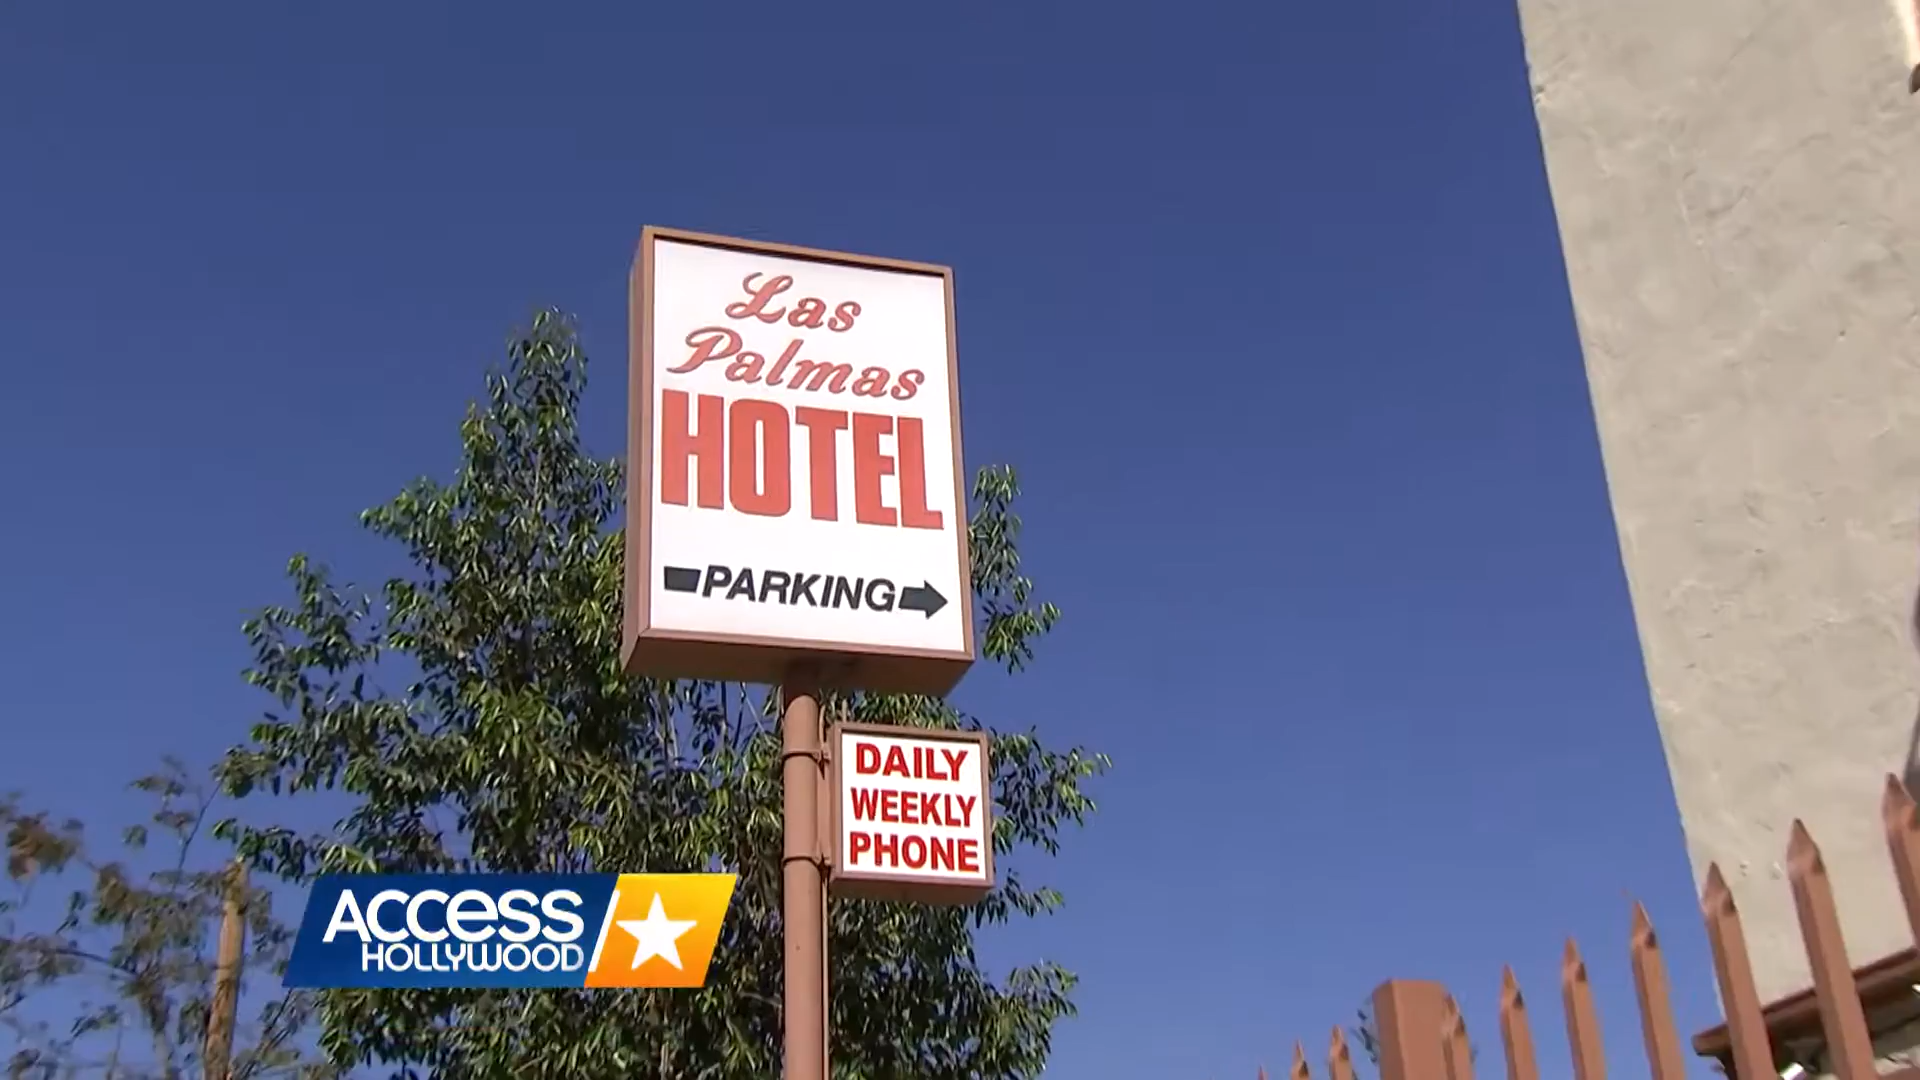 Las
Palmas
HOTEL
PARKING
DAILY
WEEKLY
PHONE
ACCESS
HOLLYWOOD